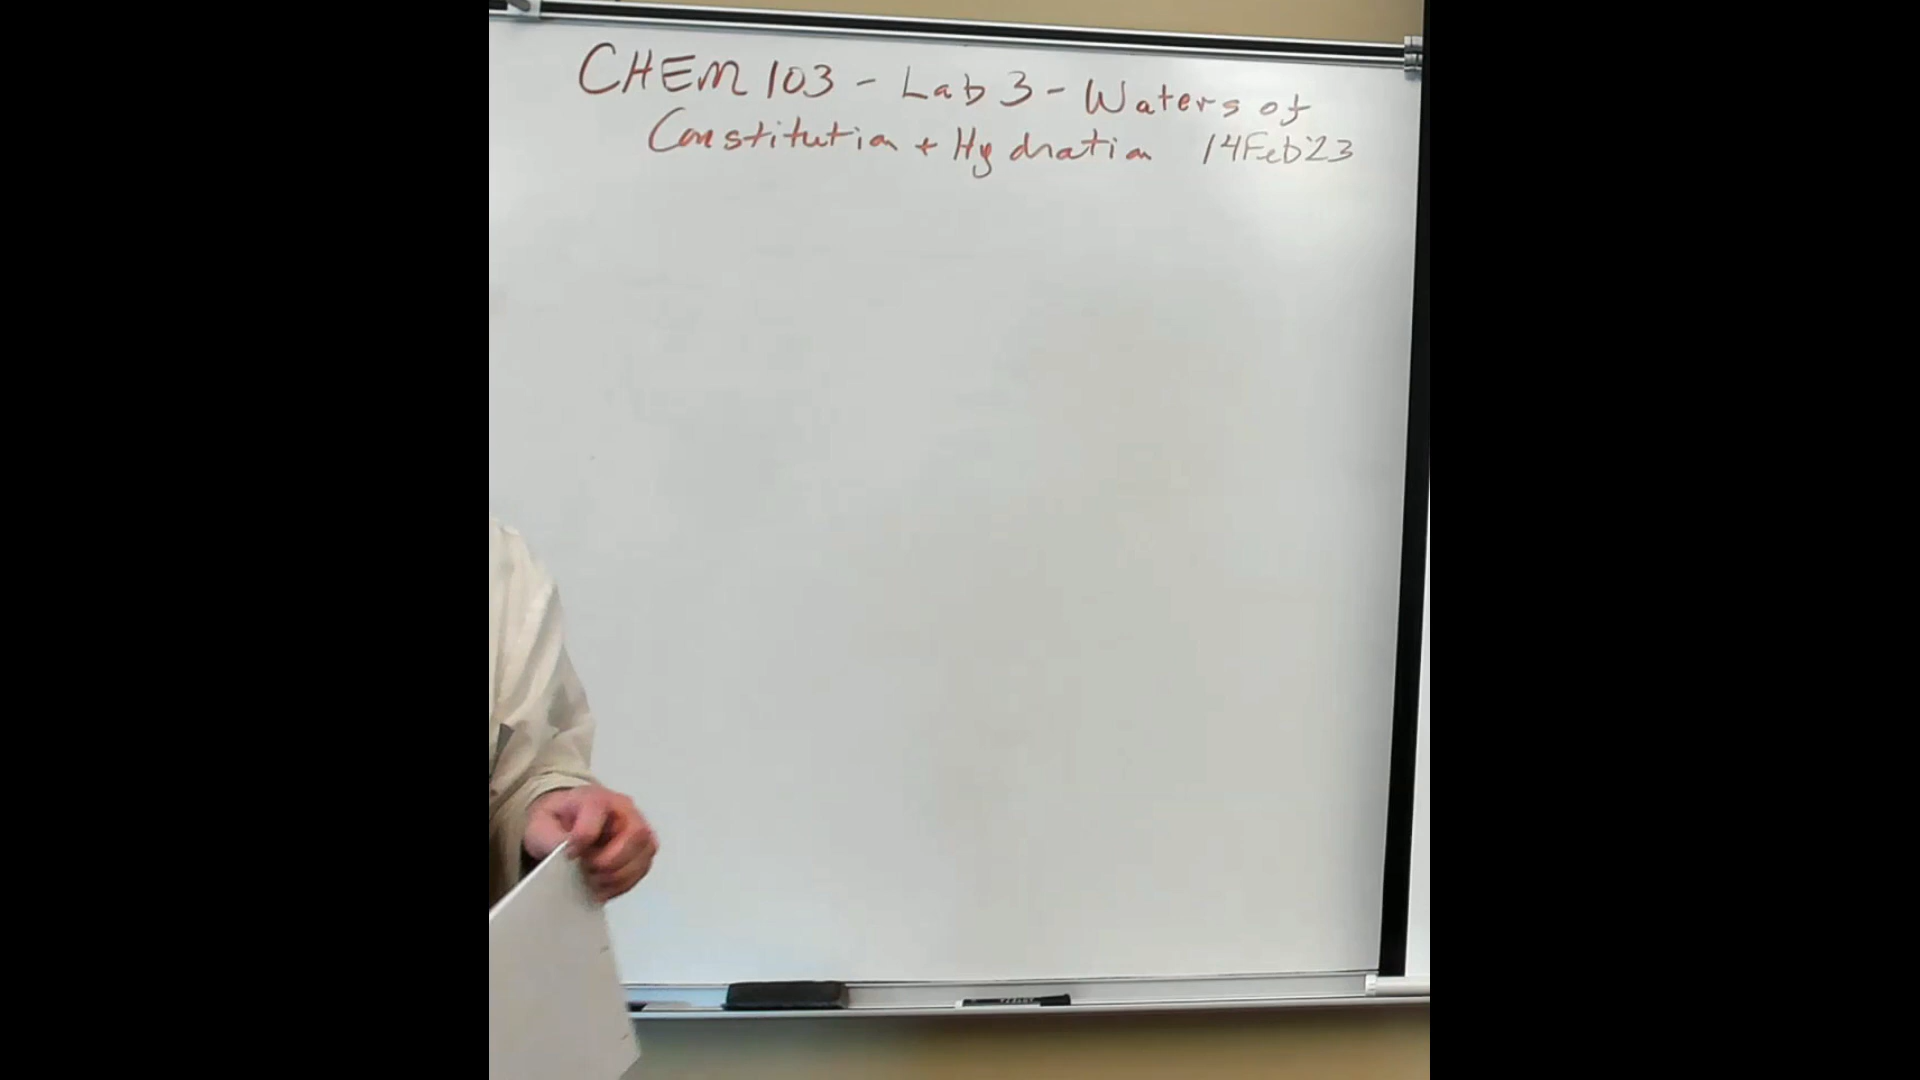 CHEM 103 - Lab 3 - Waters of
Constitution + Hydration 14Feb'23